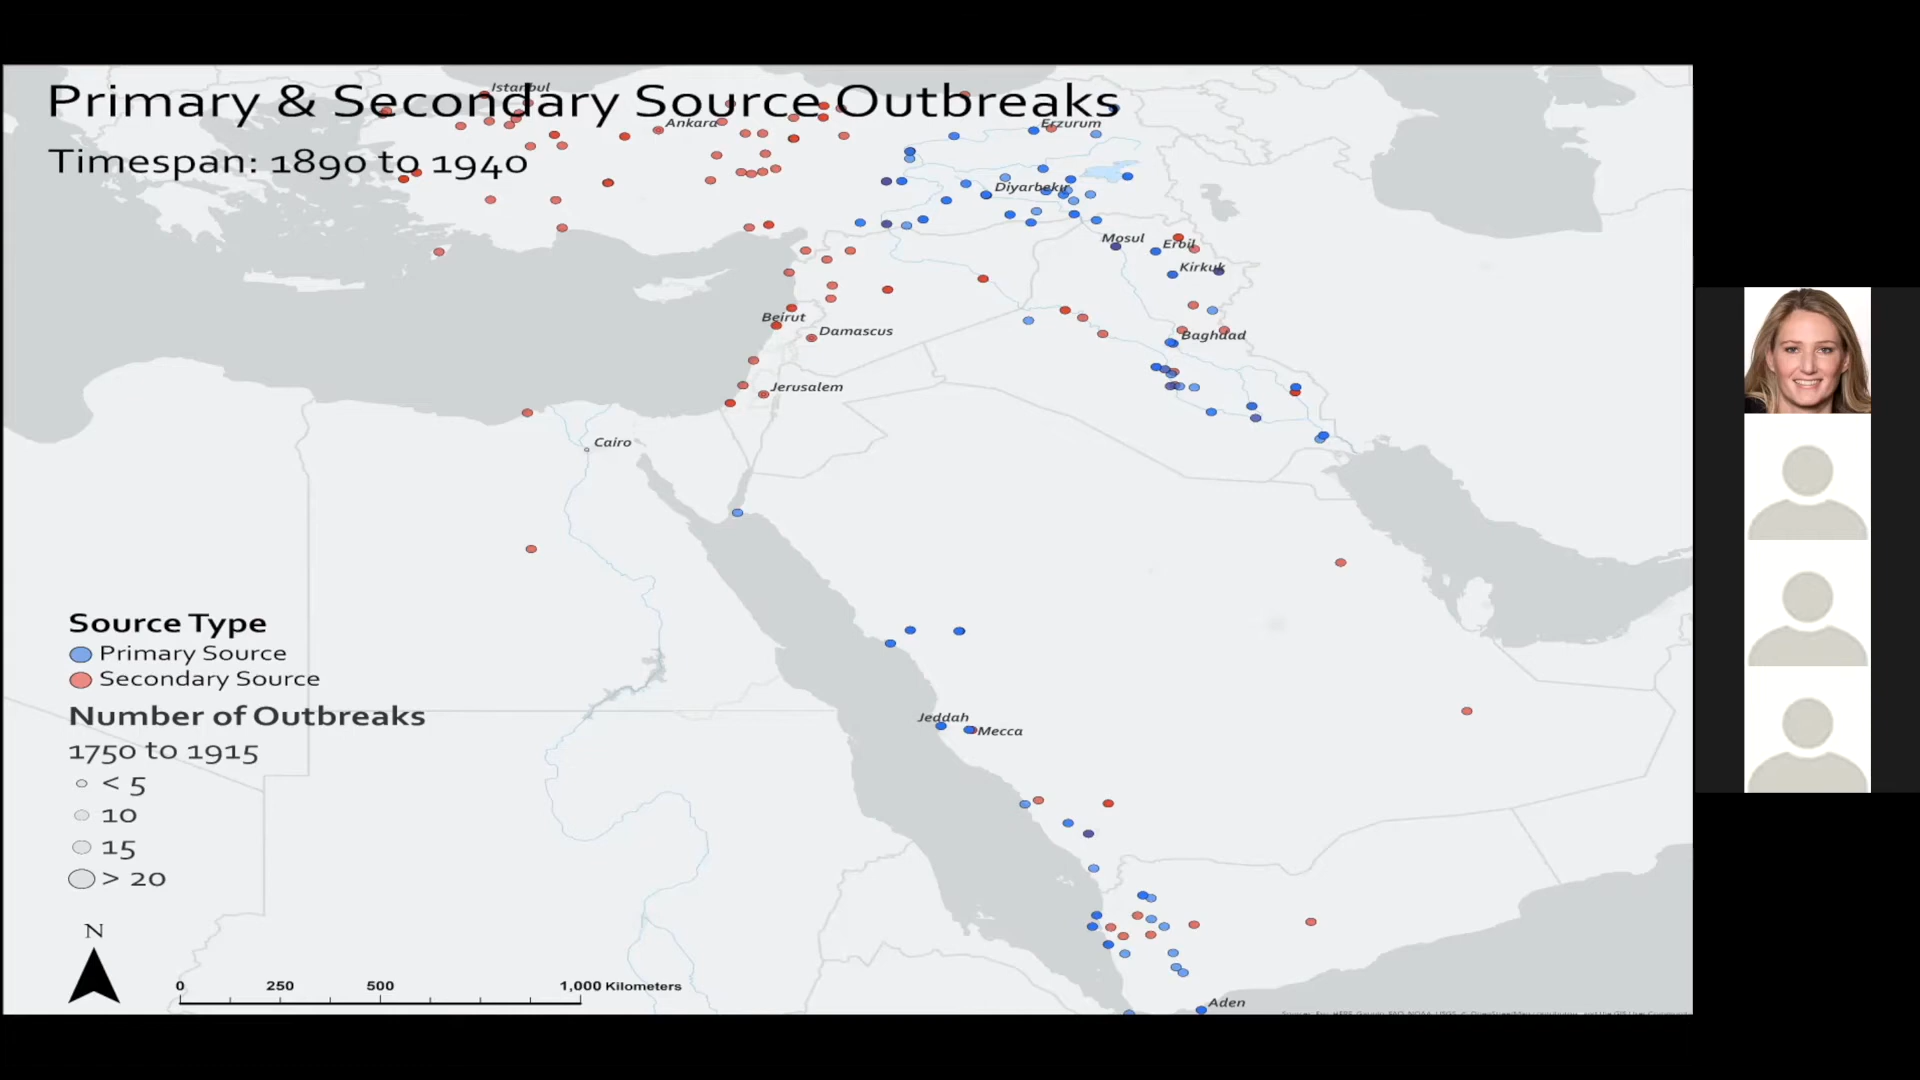 Primary & Secondary Source Outbreaks
Timespan: 1890 to 1940
Istanbul
Ankara
Erzurum
Diyarbekir
Mosul
Erbil
Kirkuk
Beirut
Damascus
Baghdad
Jerusalem
Cairo
Jeddah
Mecca
Aden
Source Type
Primary Source
Secondary Source
Number of Outbreaks
1750 to 1915
< 5
10
15
> 20
N
0 250 500 1,000 Kilometers